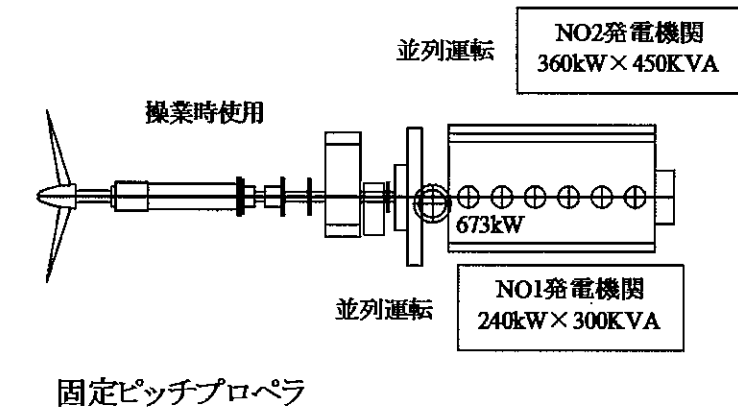 NO2発電機関
並列運転
360kW×450KVA
操業時使用
673kW
NO1発電機関
並列運転
240kW×300KVA
固定ピッチプロペラ